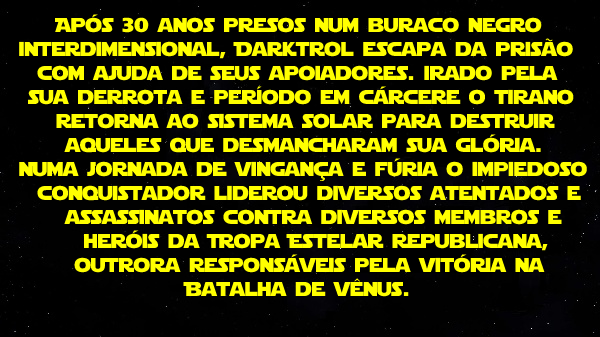 Após 30 anos presos num buraco negro
interdimensional, Darktrol escapa da prisão
com ajuda de seus apoiadores. Irado pela
sua derrota e período em cárcere o tirano
retorna ao Sistema Solar para destruir
aqueles que desmancharam sua glória.
Numa jornada de vingança e fúria o impiedoso
conquistador liderou diversos atentados e
assassinatos contra diversos membros e
heróis da Tropa Estelar Republicana,
outrora responsáveis pela vitória na
Batalha de Vênus.